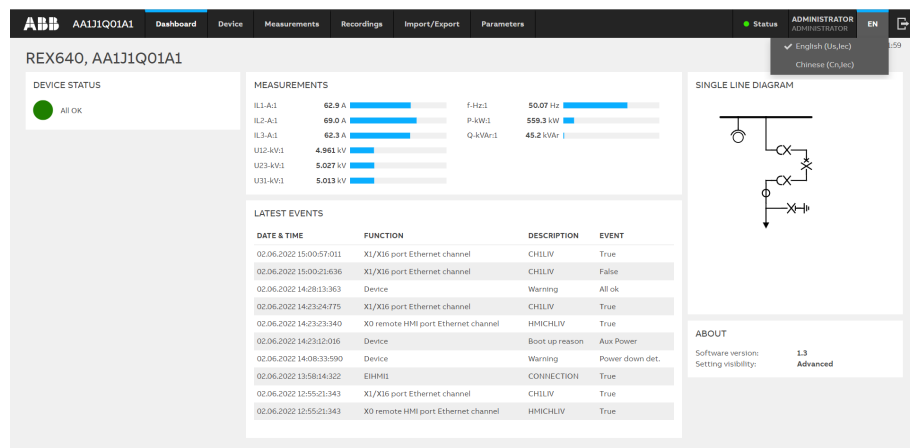 ABB AA1J1Q01A1 Dashboard Device Measurements Recordings Import/Export Parameters Status ADMINISTRATOR EN
ADMINISTRATOR
REX640, AA1J1Q01A1
English (Us,Iec)
Chinese (Cn,Iec)
:59
DEVICE STATUS
All OK
MEASUREMENTS
IL1-A:1 62.9 A f-Hz:1 50.07 Hz
IL2-A:1 69.0 A P-kW:1 559.3 kW
IL3-A:1 62.3 A Q-kVAr:1 45.2 kVAr
U12-kV:1 4.961 kV
U23-kV:1 5.027 kV
U31-kV:1 5.013 kV
LATEST EVENTS
DATE & TIME FUNCTION DESCRIPTION EVENT
02.06.2022 15:00:57:011 X1/X16 port Ethernet channel CH1LIV True
02.06.2022 15:00:21:636 X1/X16 port Ethernet channel CH1LIV False
02.06.2022 14:28:13:363 Device Warning All ok
02.06.2022 14:23:24:775 X1/X16 port Ethernet channel CH1LIV True
02.06.2022 14:23:23:340 X0 remote HMI port Ethernet channel HMICHLIV True
02.06.2022 14:23:12:016 Device Boot up reason Aux Power
02.06.2022 14:08:33:590 Device Warning Power down det.
02.06.2022 13:58:14:322 EIHMI1 CONNECTION True
02.06.2022 12:55:21:343 X1/X16 port Ethernet channel CH1LIV True
02.06.2022 12:55:21:343 X0 remote HMI port Ethernet channel HMICHLIV True
SINGLE LINE DIAGRAM
ABOUT
Software version: 1.3
Setting visibility: Advanced